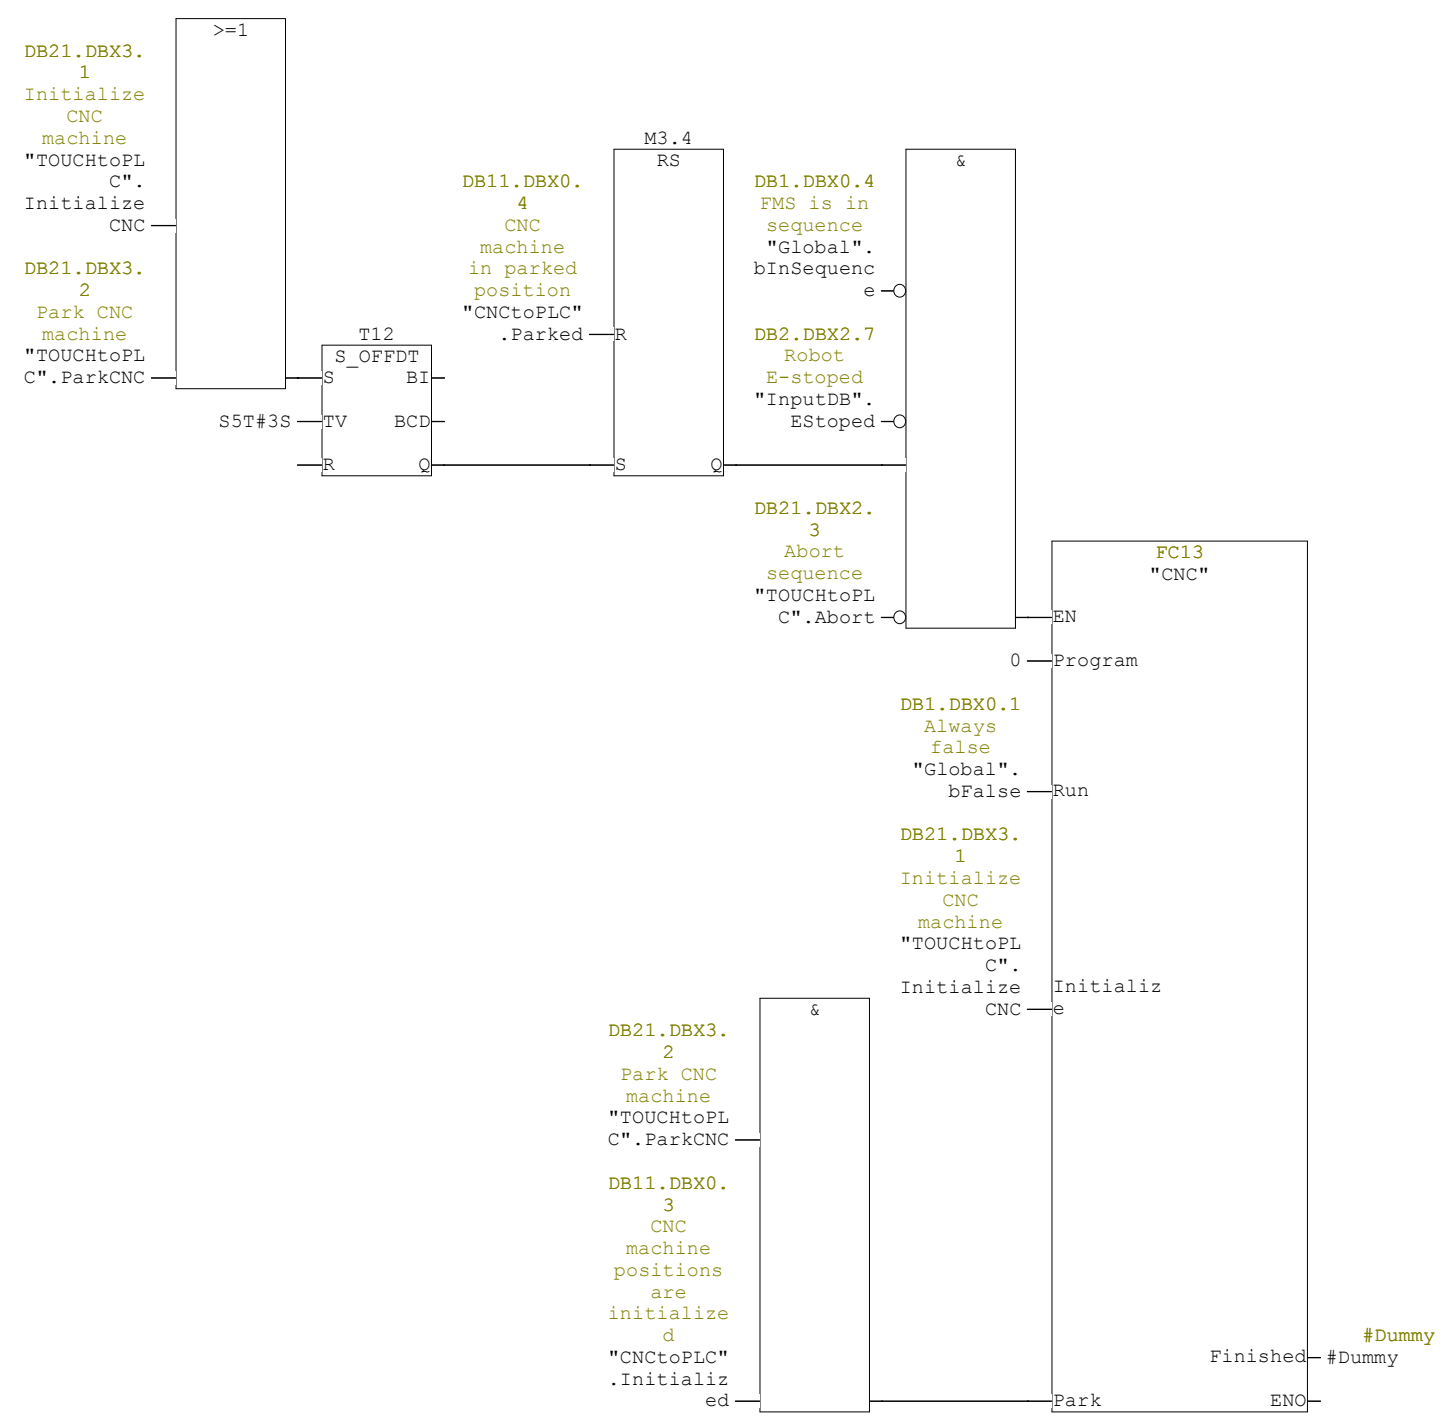 >=1
DB21.DBX3.
1
Initialize
CNC
machine
"TOUCHtoPL
C".
Initialize
CNC
DB21.DBX3.
2
Park CNC
machine
"TOUCHtoPL
C".ParkCNC
T12
S_OFFDT
S BI
S5T#3S TV BCD
R Q
M3.4
RS
DB11.DBX0.
4
CNC
machine
in parked
position
"CNCtoPLC"
.Parked R
S Q
&
DB1.DBX0.4
FMS is in
sequence
"Global".
bInSequenc
e
DB2.DBX2.7
Robot
E-stoped
"InputDB".
EStoped
DB21.DBX2.
3
Abort
sequence
"TOUCHtoPL
C".Abort
FC13
"CNC"
EN
0 Program
DB1.DBX0.1
Always
false
"Global".
bFalse Run
DB21.DBX3.
1
Initialize
CNC
machine
"TOUCHtoPL
C".
Initialize Initializ
CNC e
&
DB21.DBX3.
2
Park CNC
machine
"TOUCHtoPL
C".ParkCNC
DB11.DBX0.
3
CNC
machine
positions
are
initialize
d
"CNCtoPLC"
.Initializ
ed
#Dummy
Finished #Dummy
Park ENO